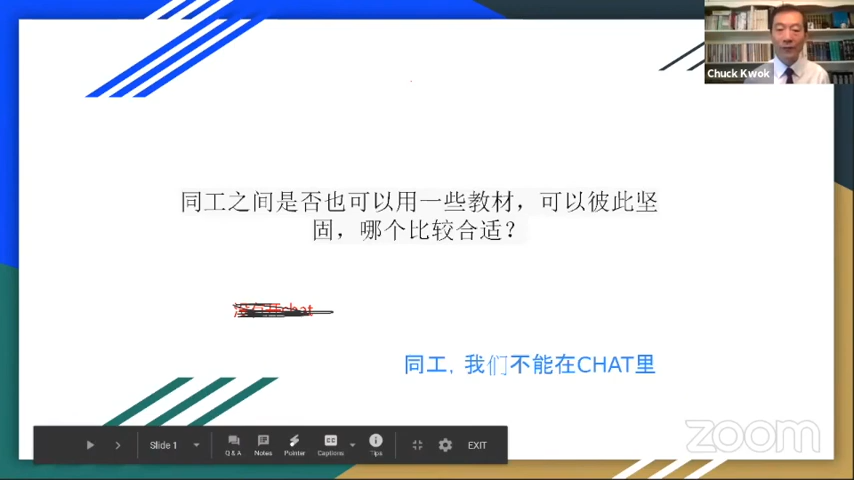 Chuck Kwok
同工之间是否也可以用一些教材，可以彼此坚
固，哪个比较合适？
chat
同工, 我们不能在CHAT里
Slide 1
Q & A
Notes
Pointer
Captions
Tips
EXIT
zoom